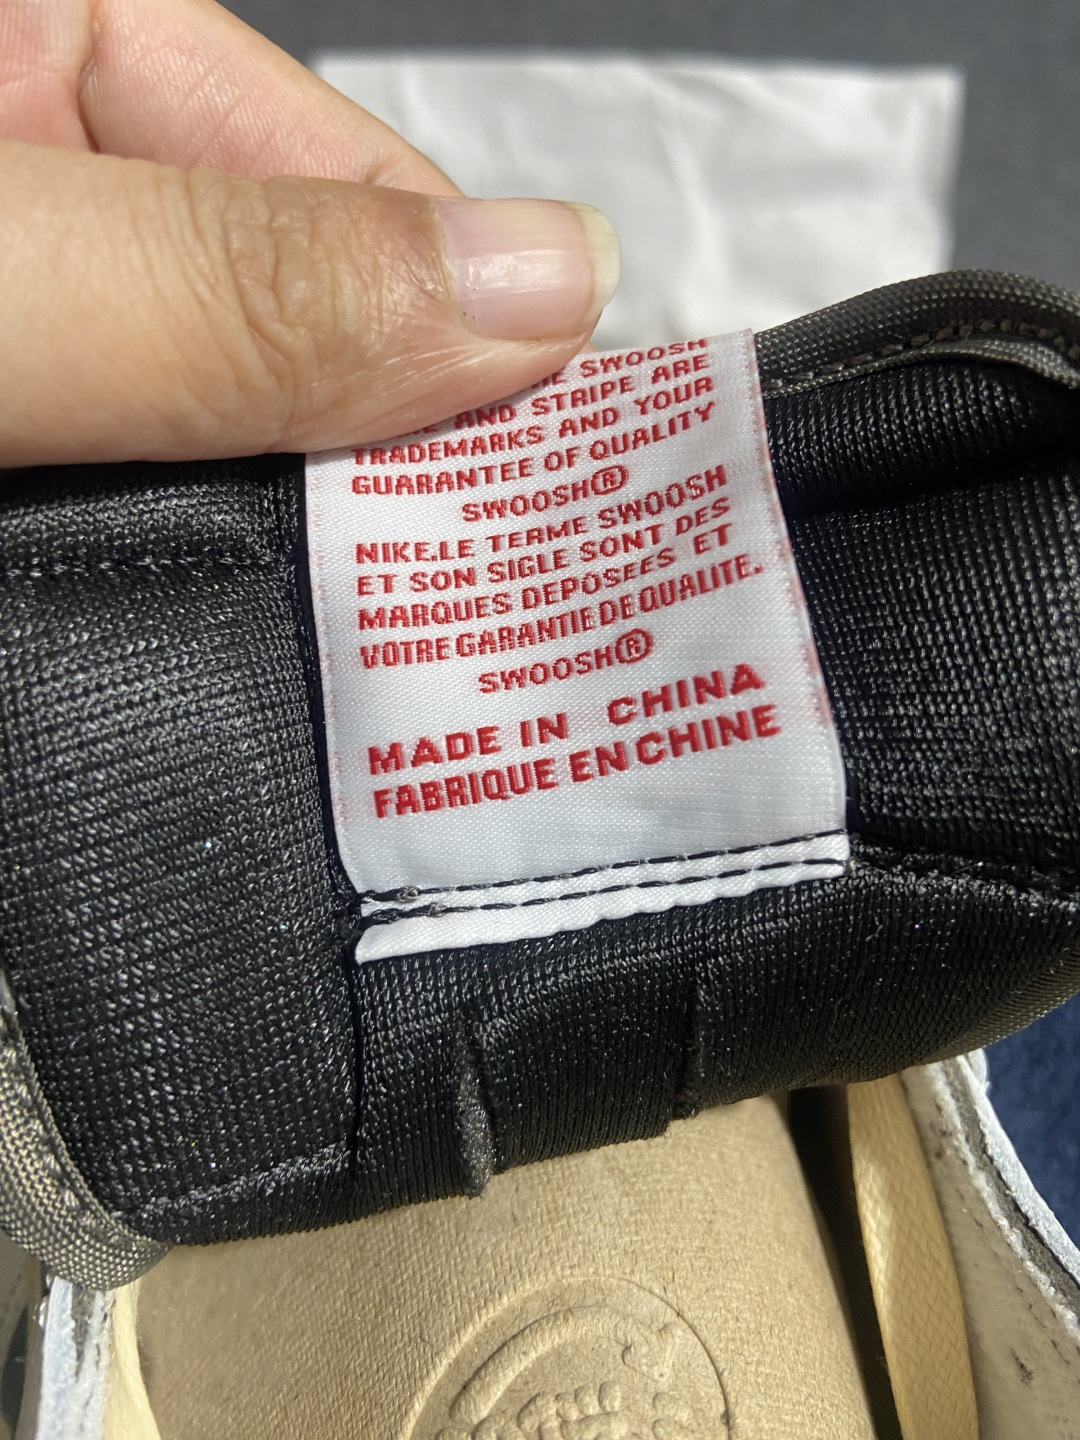 SWOOSH
AND STRIPE ARE
TRADEMARKS AND YOUR
GUARANTEE OF QUALITY
SWOOSH®
NIKE.LE TERME SWOOSH
ET SON SIGLE SONT DES
MARQUES DEPOSEES ET
VOTRE GARANTIE DE QUALITE.
SWOOSH®
MADE IN CHINA
FABRIQUE EN CHINE